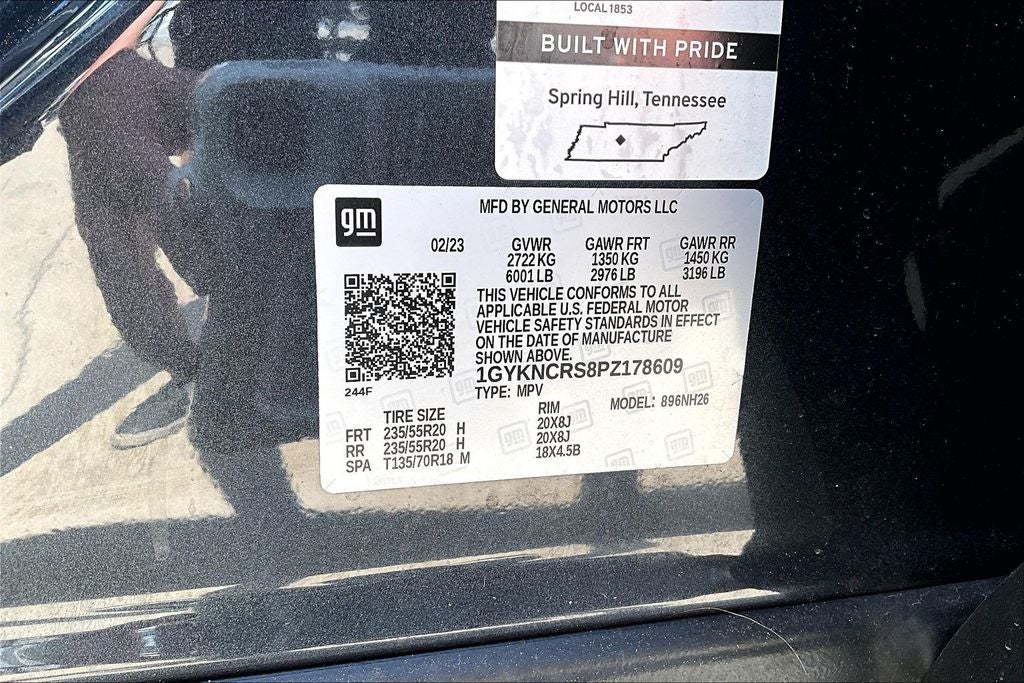 LOCAL 1853
BUILT WITH PRIDE
Spring Hill, Tennessee
gm
MFD BY GENERAL MOTORS LLC
02/23 GVWR GAWR FRT GAWR RR
2722 KG 1350 KG 1450 KG
6001 LB 2976 LB 3196 LB
THIS VEHICLE CONFORMS TO ALL
APPLICABLE U.S. FEDERAL MOTOR
VEHICLE SAFETY STANDARDS IN EFFECT
ON THE DATE OF MANUFACTURE
SHOWN ABOVE.
1GYKNCRS8PZ178609
244F
TYPE: MPV MODEL: 896NH26
TIRE SIZE RIM
FRT 235/55R20 H 20X8J
RR 235/55R20 H 20X8J
SPA T135/70R18 M 18X4.5B